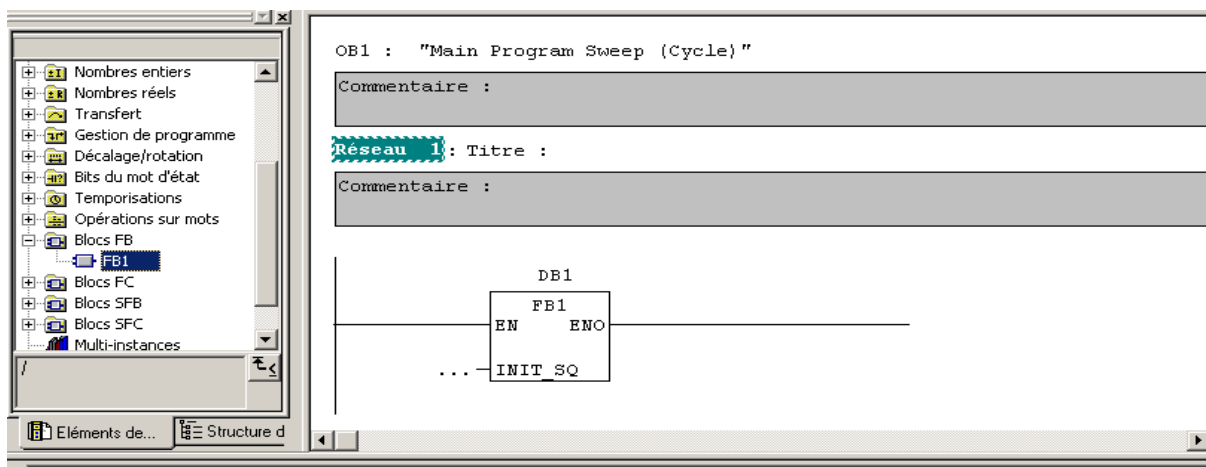 Nombres entiers
Nombres réels
Transfert
Gestion de programme
Décalage/rotation
Bits du mot d'état
Temporisations
Opérations sur mots
Blocs FB
FB1
Blocs FC
Blocs SFB
Blocs SFC
Multi-instances
/
Eléments de...
Structure d
OB1 : "Main Program Sweep (Cycle)"
Commentaire :
Réseau 1: Titre :
Commentaire :
DB1
FB1
EN ENO
... INIT_SQ